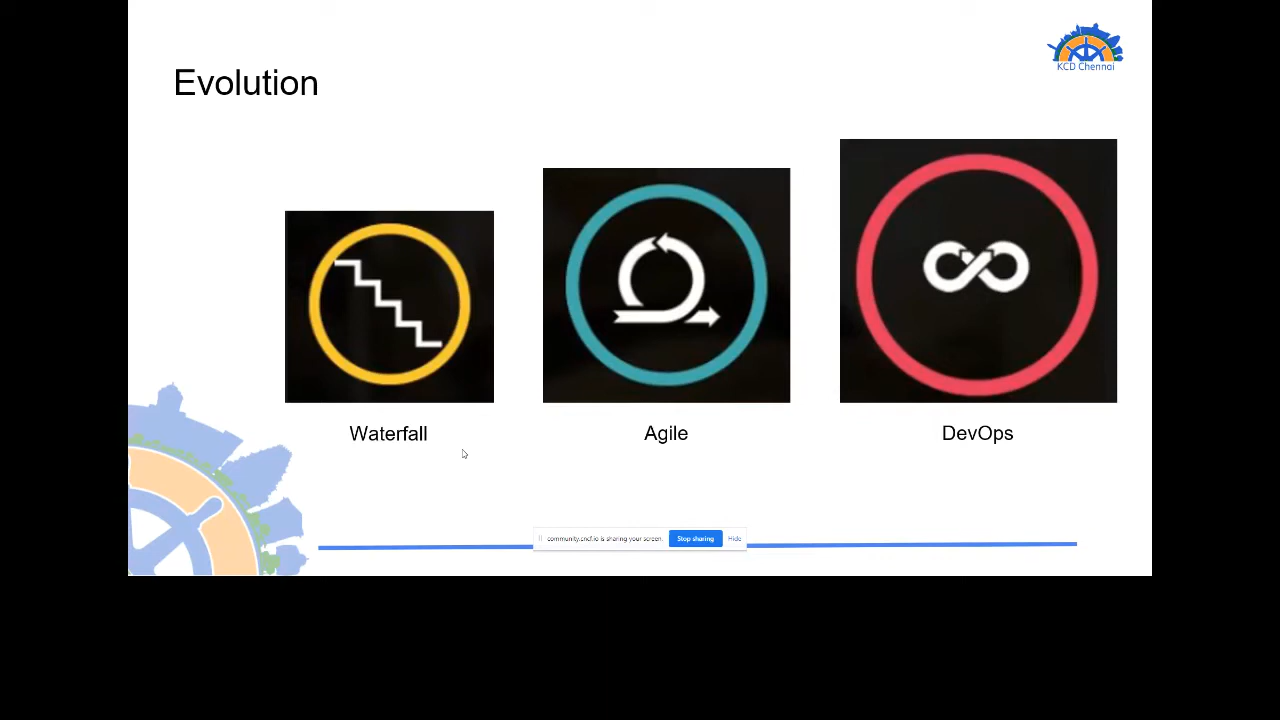 KCD Chennai
Evolution
Waterfall
Agile
DevOps
community.cncf.io is sharing your screen.
Stop sharing
Hide